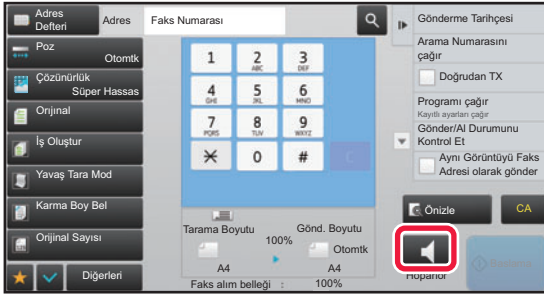 Adres
Defteri
Adres
Faks Numarası
Poz
Otomtk
Çözünürlük
Süper Hassas
Orıjınal
İş Oluştur
Yavaş Tara Mod
Karma Boy Bel
Orijinal Sayısı
Diğerleri
1
2
ABC
3
DEF
4
GHI
5
JKL
6
MNO
7
PQRS
8
TUV
9
WXYZ
0
#
C
Tarama Boyutu
100%
Gönd. Boyutu
Otomtk
A4
A4
Faks alım belleği : 100%
Gönderme Tarihçesi
Arama Numarasını
çağır
Doğrudan TX
Programı çağır
Kayıtlı ayarları çağır
Gönder/Al Durumunu
Kontrol Et
Aynı Görüntüyü Faks
Adresi olarak gönder
Önizle
CA
Hoparlör
Başlama